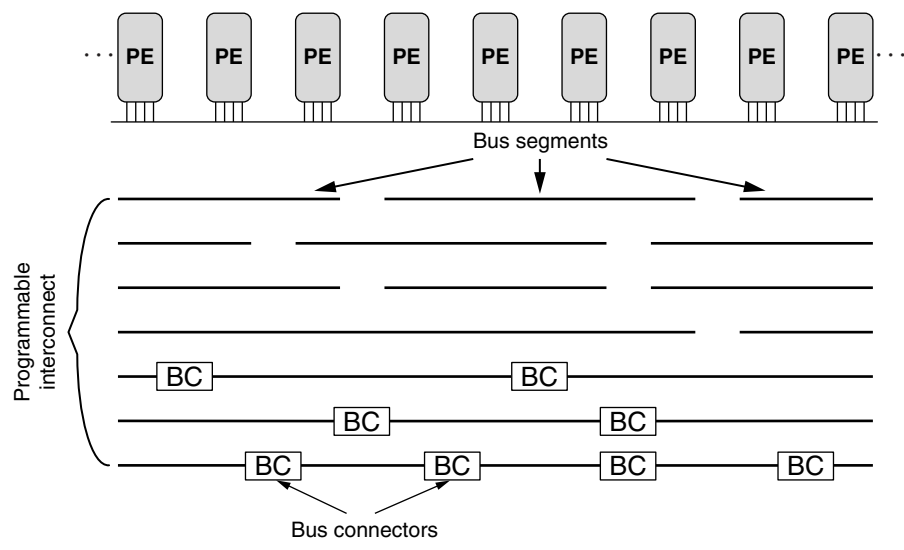 PE PE PE PE PE PE PE PE PE
Bus segments
Programmable
interconnect
BC BC
BC BC
BC BC BC BC
Bus connectors